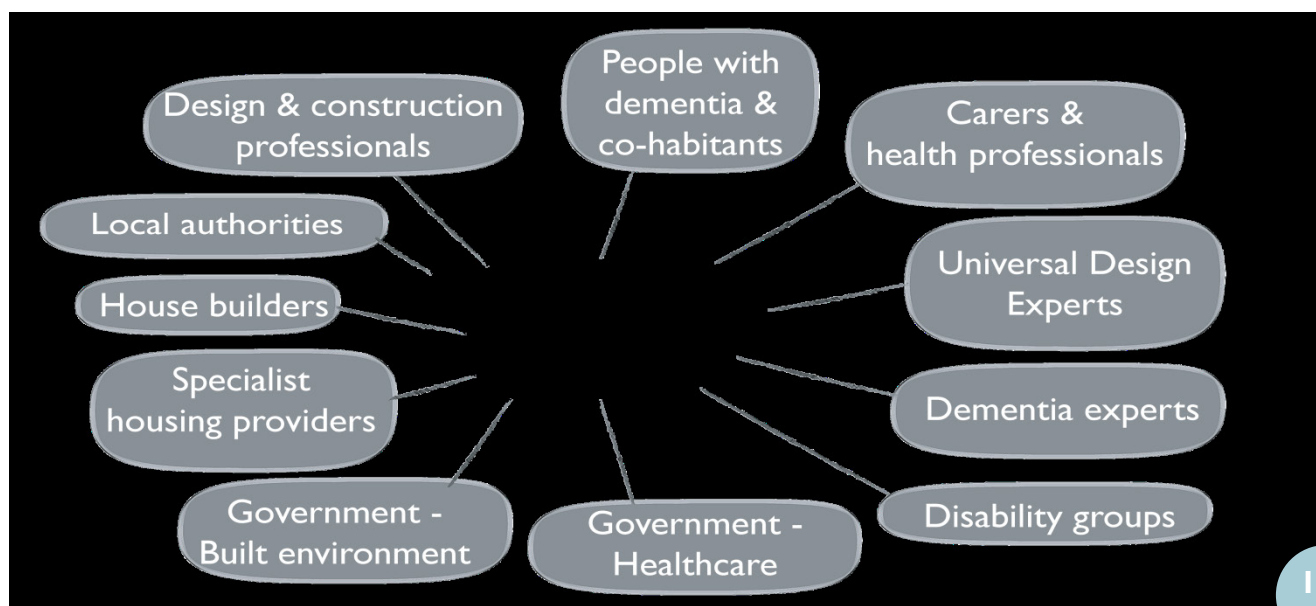 Design & construction
professionals
People with
dementia &
co-habitants
Carers &
health professionals
Local authorities
Universal Design
Experts
House builders
Specialist
housing providers
Dementia experts
Government -
Built environment
Government -
Healthcare
Disability groups